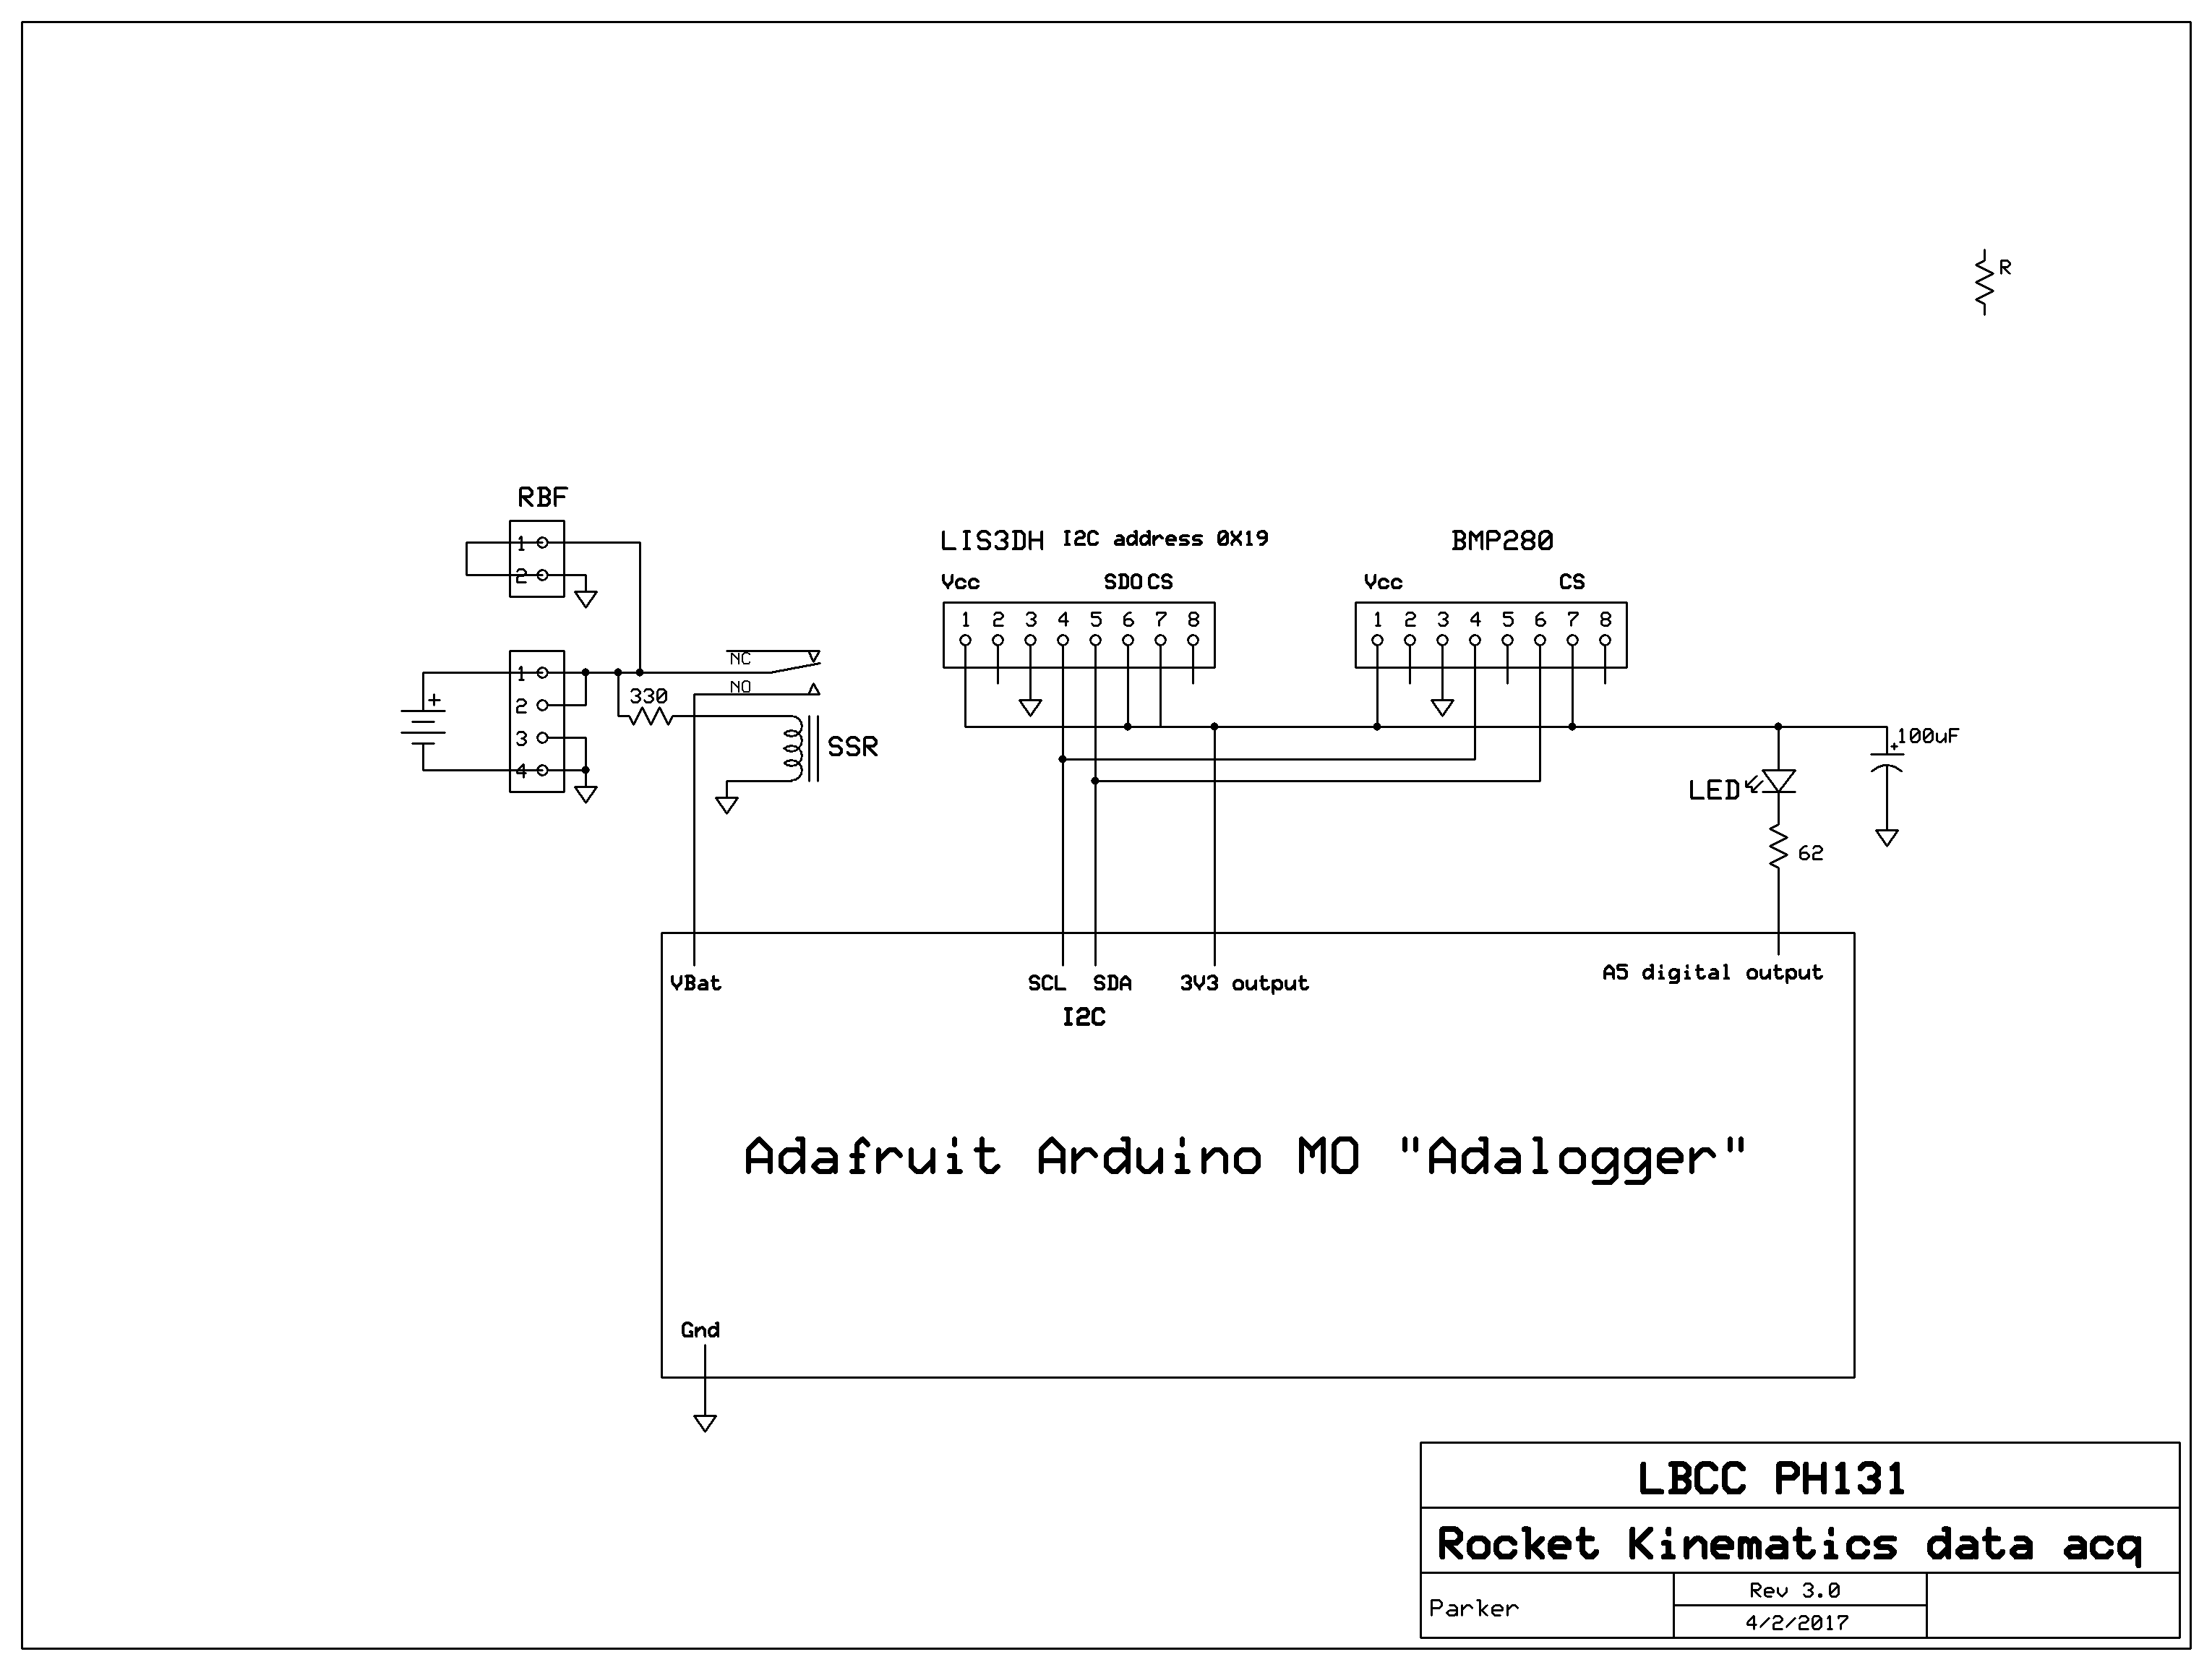 R
RBF
1
2
LIS3DH I2C address 0X19
BMP280
Vcc SDO CS
Vcc CS
1 2 3 4 5 6 7 8
1 2 3 4 5 6 7 8
1
2
3
4
+
NC
NO
330
SSR
+
100uF
LED
62
VBat
SCL SDA
I2C
3V3 output
A5 digital output
Adafruit Arduino M0 "Adalogger"
Gnd
LBCC PH131
Rocket Kinematics data acq
Parker
Rev 3.0
4/2/2017